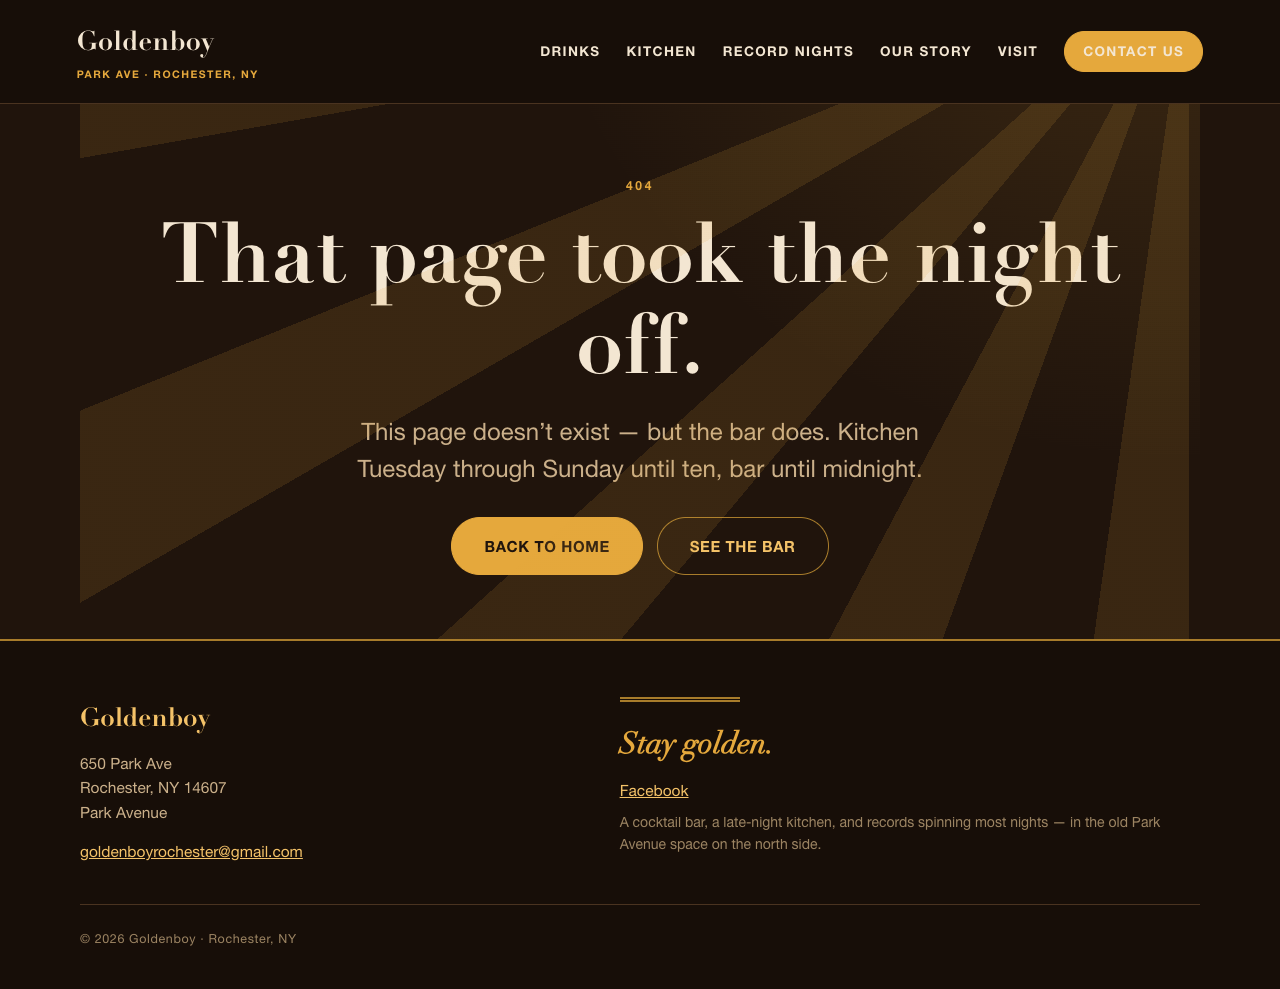 Goldenboy
PARK AVE · ROCHESTER, NY
DRINKS
KITCHEN
RECORD NIGHTS
OUR STORY
VISIT
CONTACT US
404
That page took the night
off.
This page doesn’t exist — but the bar does. Kitchen
Tuesday through Sunday until ten, bar until midnight.
BACK TO HOME
SEE THE BAR
Goldenboy
650 Park Ave
Rochester, NY 14607
Park Avenue
goldenboyrochester@gmail.com
Stay golden.
Facebook
A cocktail bar, a late-night kitchen, and records spinning most nights — in the old Park
Avenue space on the north side.
© 2026 Goldenboy · Rochester, NY